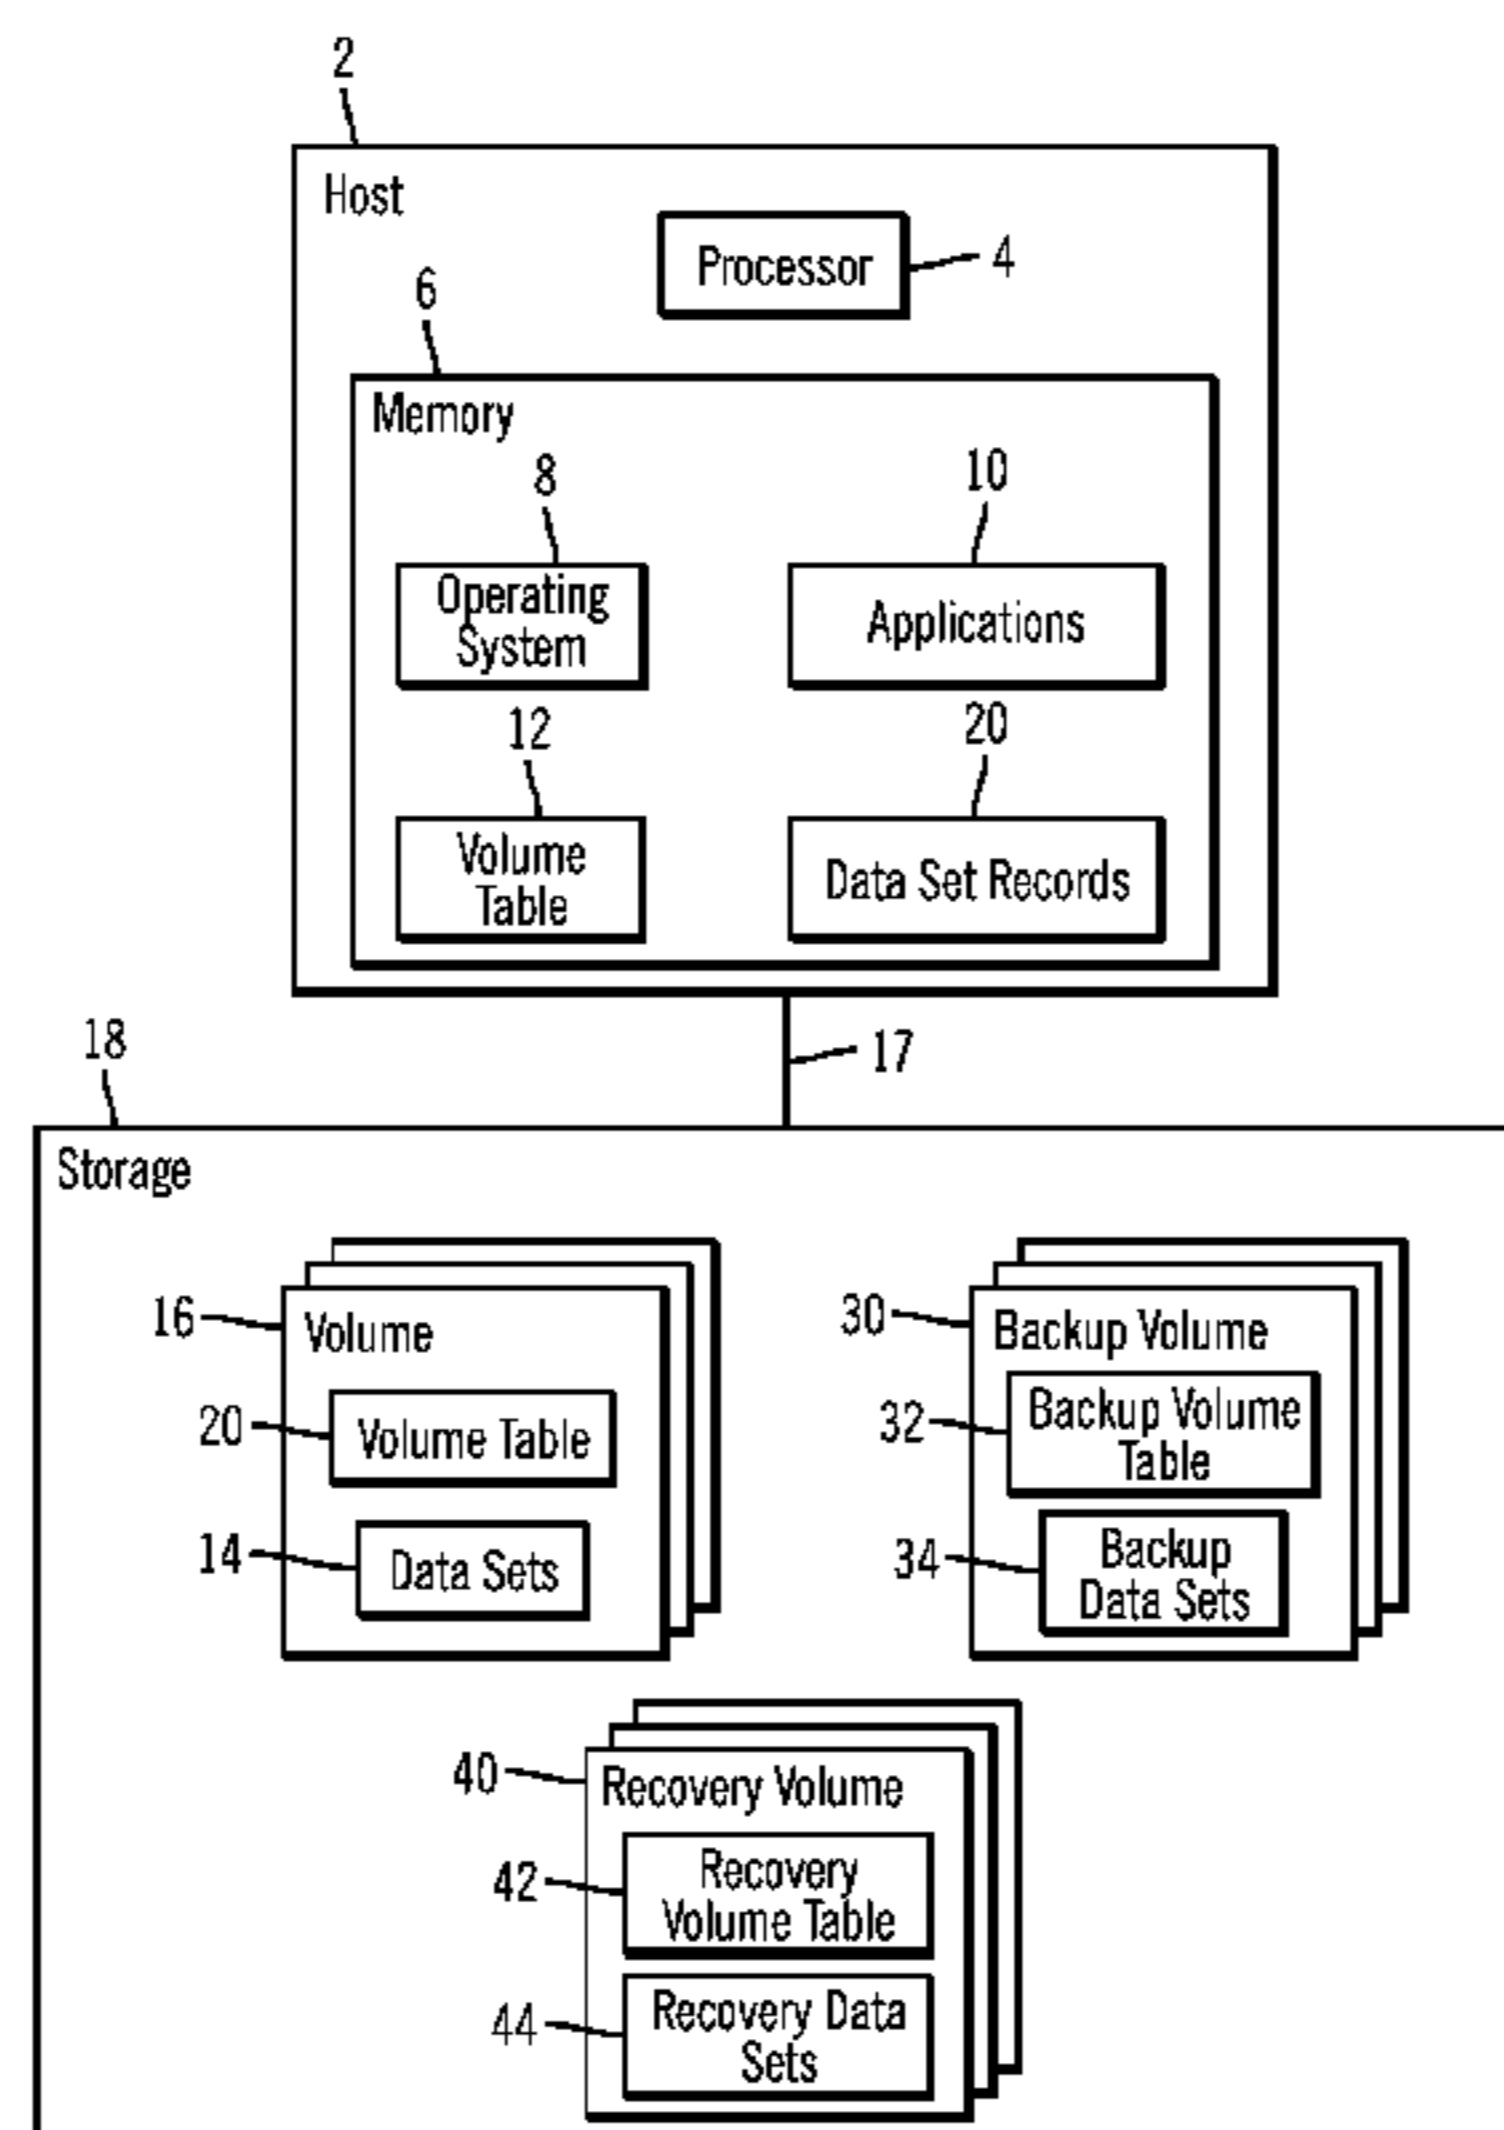 2
Host
Processor
4
6
Memory
8
10
Operating
System
Applications
12
20
Volume
Table
Data Set Records
17
18
Storage
16
Volume
20
Volume Table
14
Data Sets
30
Backup Volume
32
Backup Volume
Table
34
Backup
Data Sets
40
Recovery Volume
42
Recovery
Volume Table
44
Recovery Data
Sets